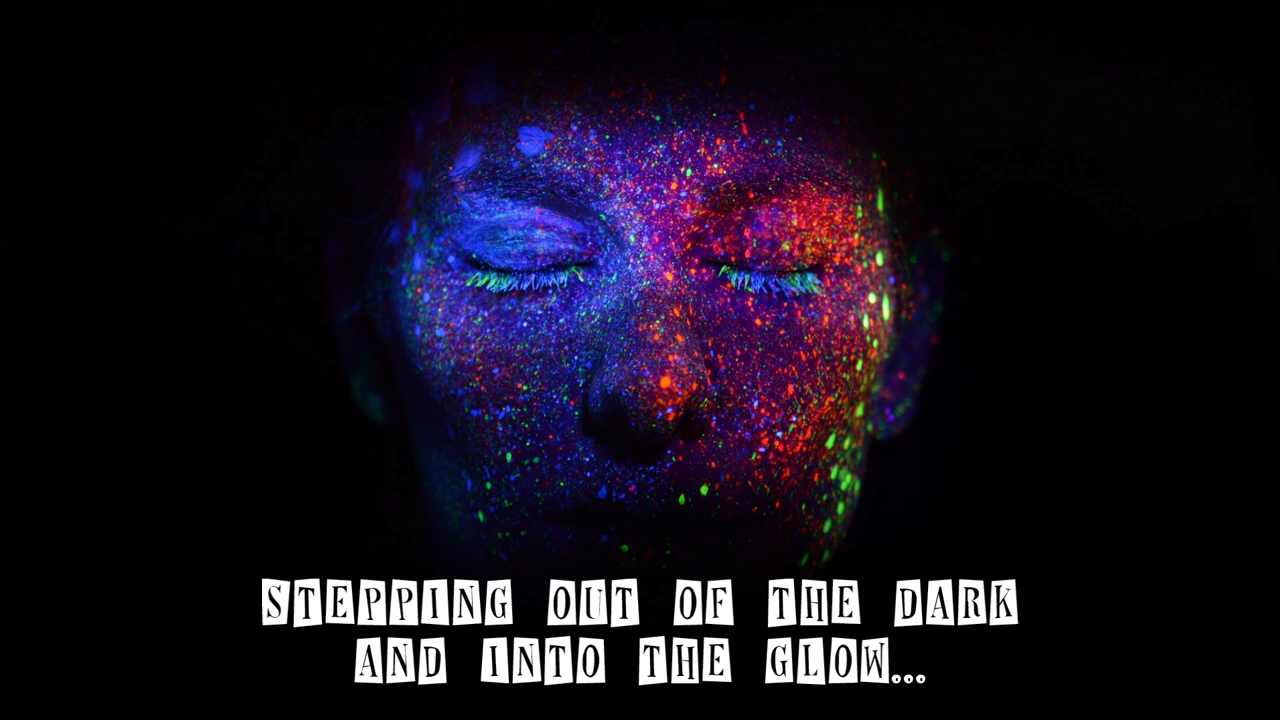 STEPPING OUT OF THE DARK
AND INTO THE GLOW...